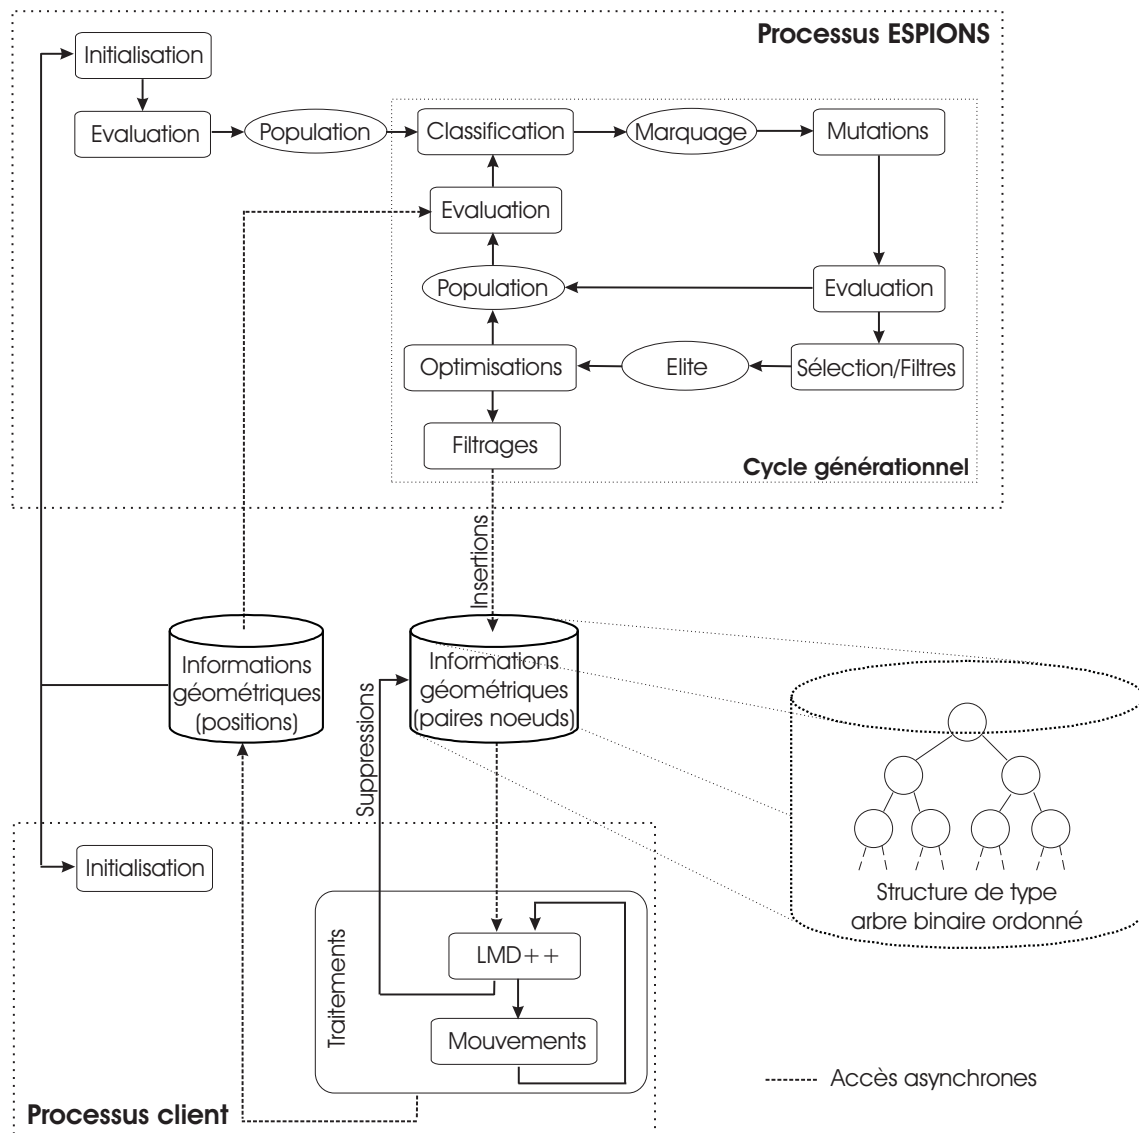 Processus ESPIONS
Initialisation
Evaluation
Population
Classification
Marquage
Mutations
Evaluation
Population
Evaluation
Optimisations
Elite
Sélection/Filtres
Filtrages
Cycle générationnel
Insertions
Informations
géométriques
(positions)
Informations
géométriques
(paires noeuds)
Suppressions
Structure de type
arbre binaire ordonné
Initialisation
Traitements
LMD++
Mouvements
Processus client
Accès asynchrones